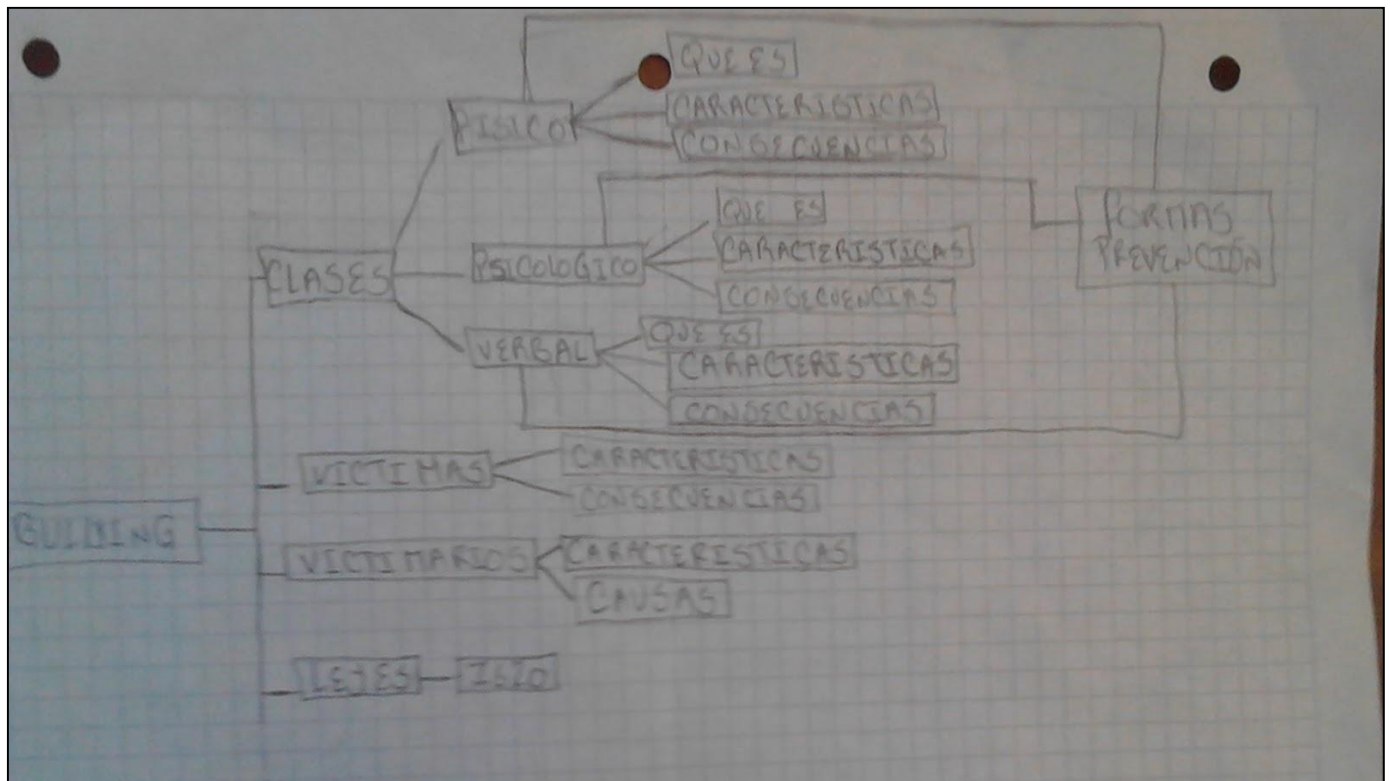 QUE ES
FISICO
CARACTERISTICAS
CONSECUENCIAS
QUE ES
FORMAS
PREVENCIÓN
CLASES
PSICOLOGICO
CARACTERISTICAS
CONSECUENCIAS
QUE ES
VERBAL
CARACTERISTICAS
CONSECUENCIAS
VICTIMAS
CARACTERISTICAS
CONSECUENCIAS
VICTIMARIOS
CARACTERISTICAS
CAUSAS
LEYES